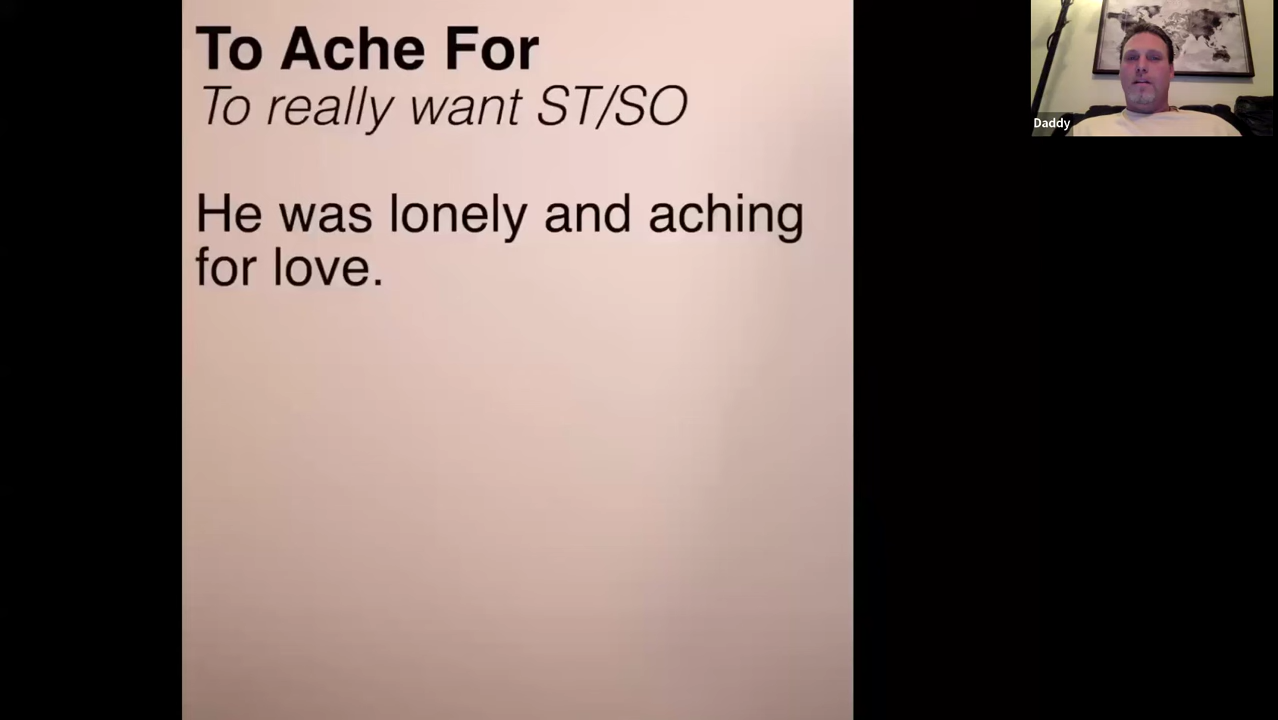 To Ache For
To really want ST/SO
He was lonely and aching
for love.
Daddy